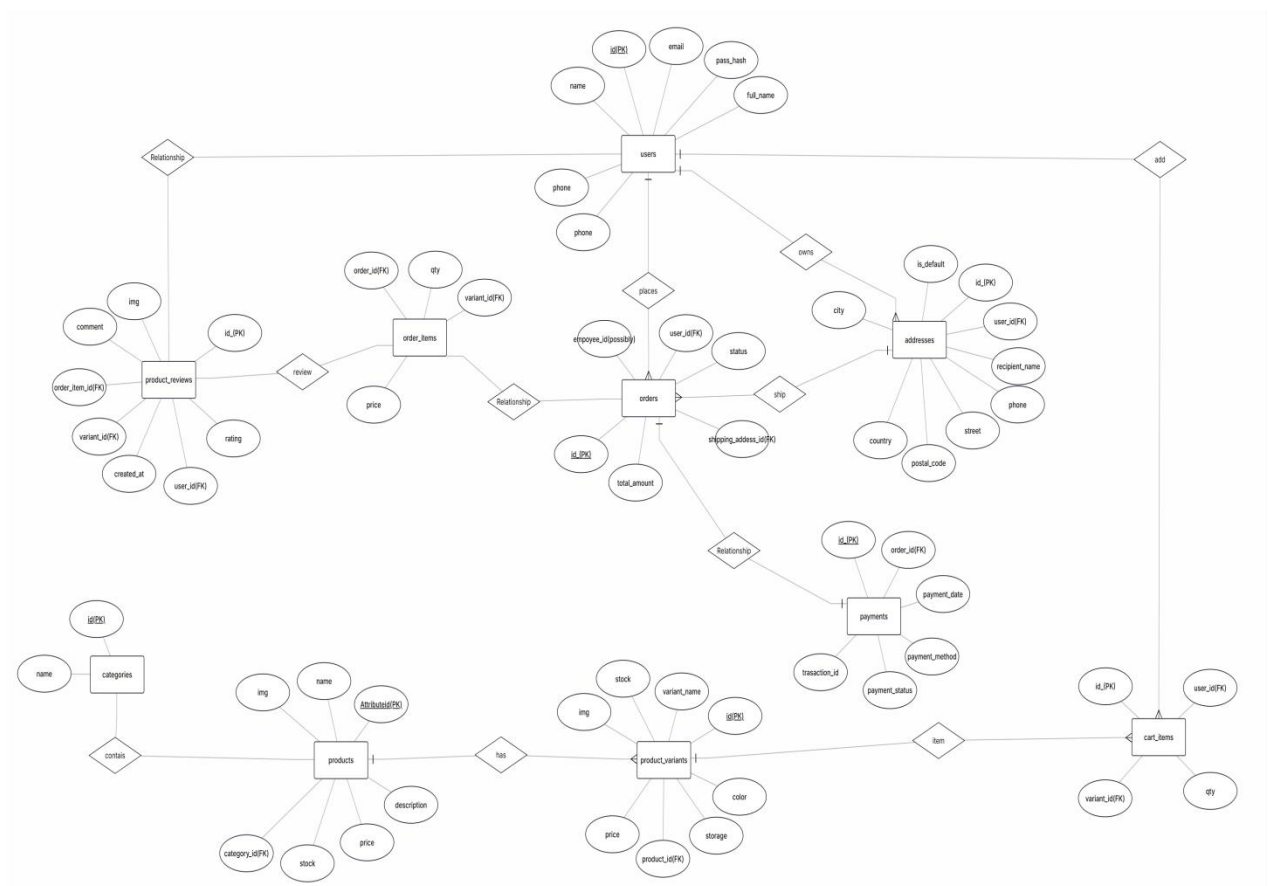 id(PK)
email
pass_hash
name
full_name
users
Relationship
add
phone
phone
owns
is_default
order_id(FK)
qty
variant_id(FK)
id_(PK)
places
img
city
user_id(FK)
comment
id_(PK)
order_items
empoyee_id(possibly)
user_id(FK)
addresses
status
recipient_name
product_reviews
review
order_item_id(FK)
price
Relationship
orders
ship
phone
street
variant_id(FK)
rating
shipping_addess_id(FK)
country
id_(PK)
postal_code
created_at
user_id(FK)
total_amount
id_(PK)
order_id(FK)
Relationship
payment_date
id(PK)
payments
payment_method
name
categories
trasaction_id
payment_status
name
stock
variant_name
img
Attributeid(PK)
img
id(PK)
id_(PK)
user_id(FK)
contais
products
has
product_variants
item
cart_items
description
color
variant_id(FK)
qty
price
storage
category_id(FK)
stock
price
product_id(FK)